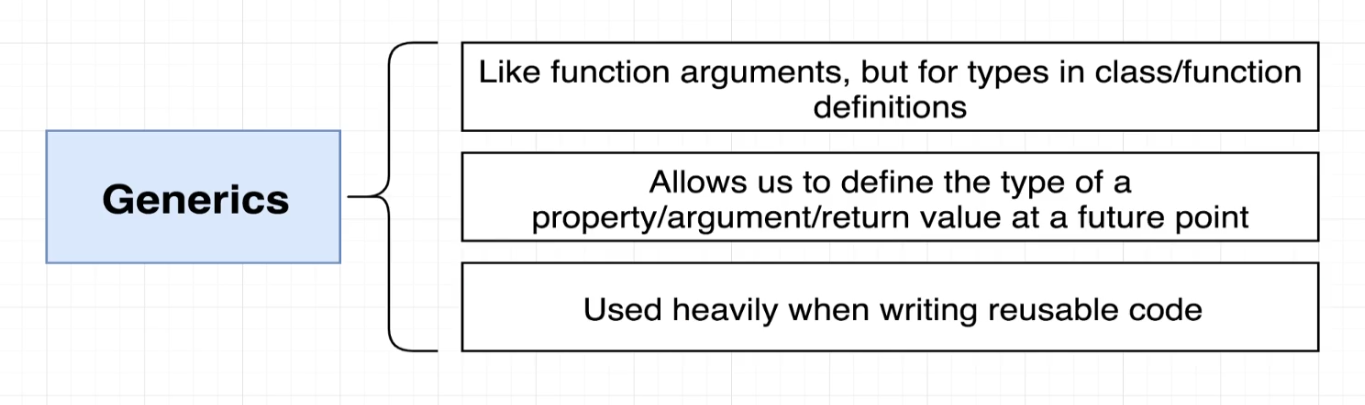 Generics
Like function arguments, but for types in class/function
definitions
Allows us to define the type of a
property/argument/return value at a future point
Used heavily when writing reusable code